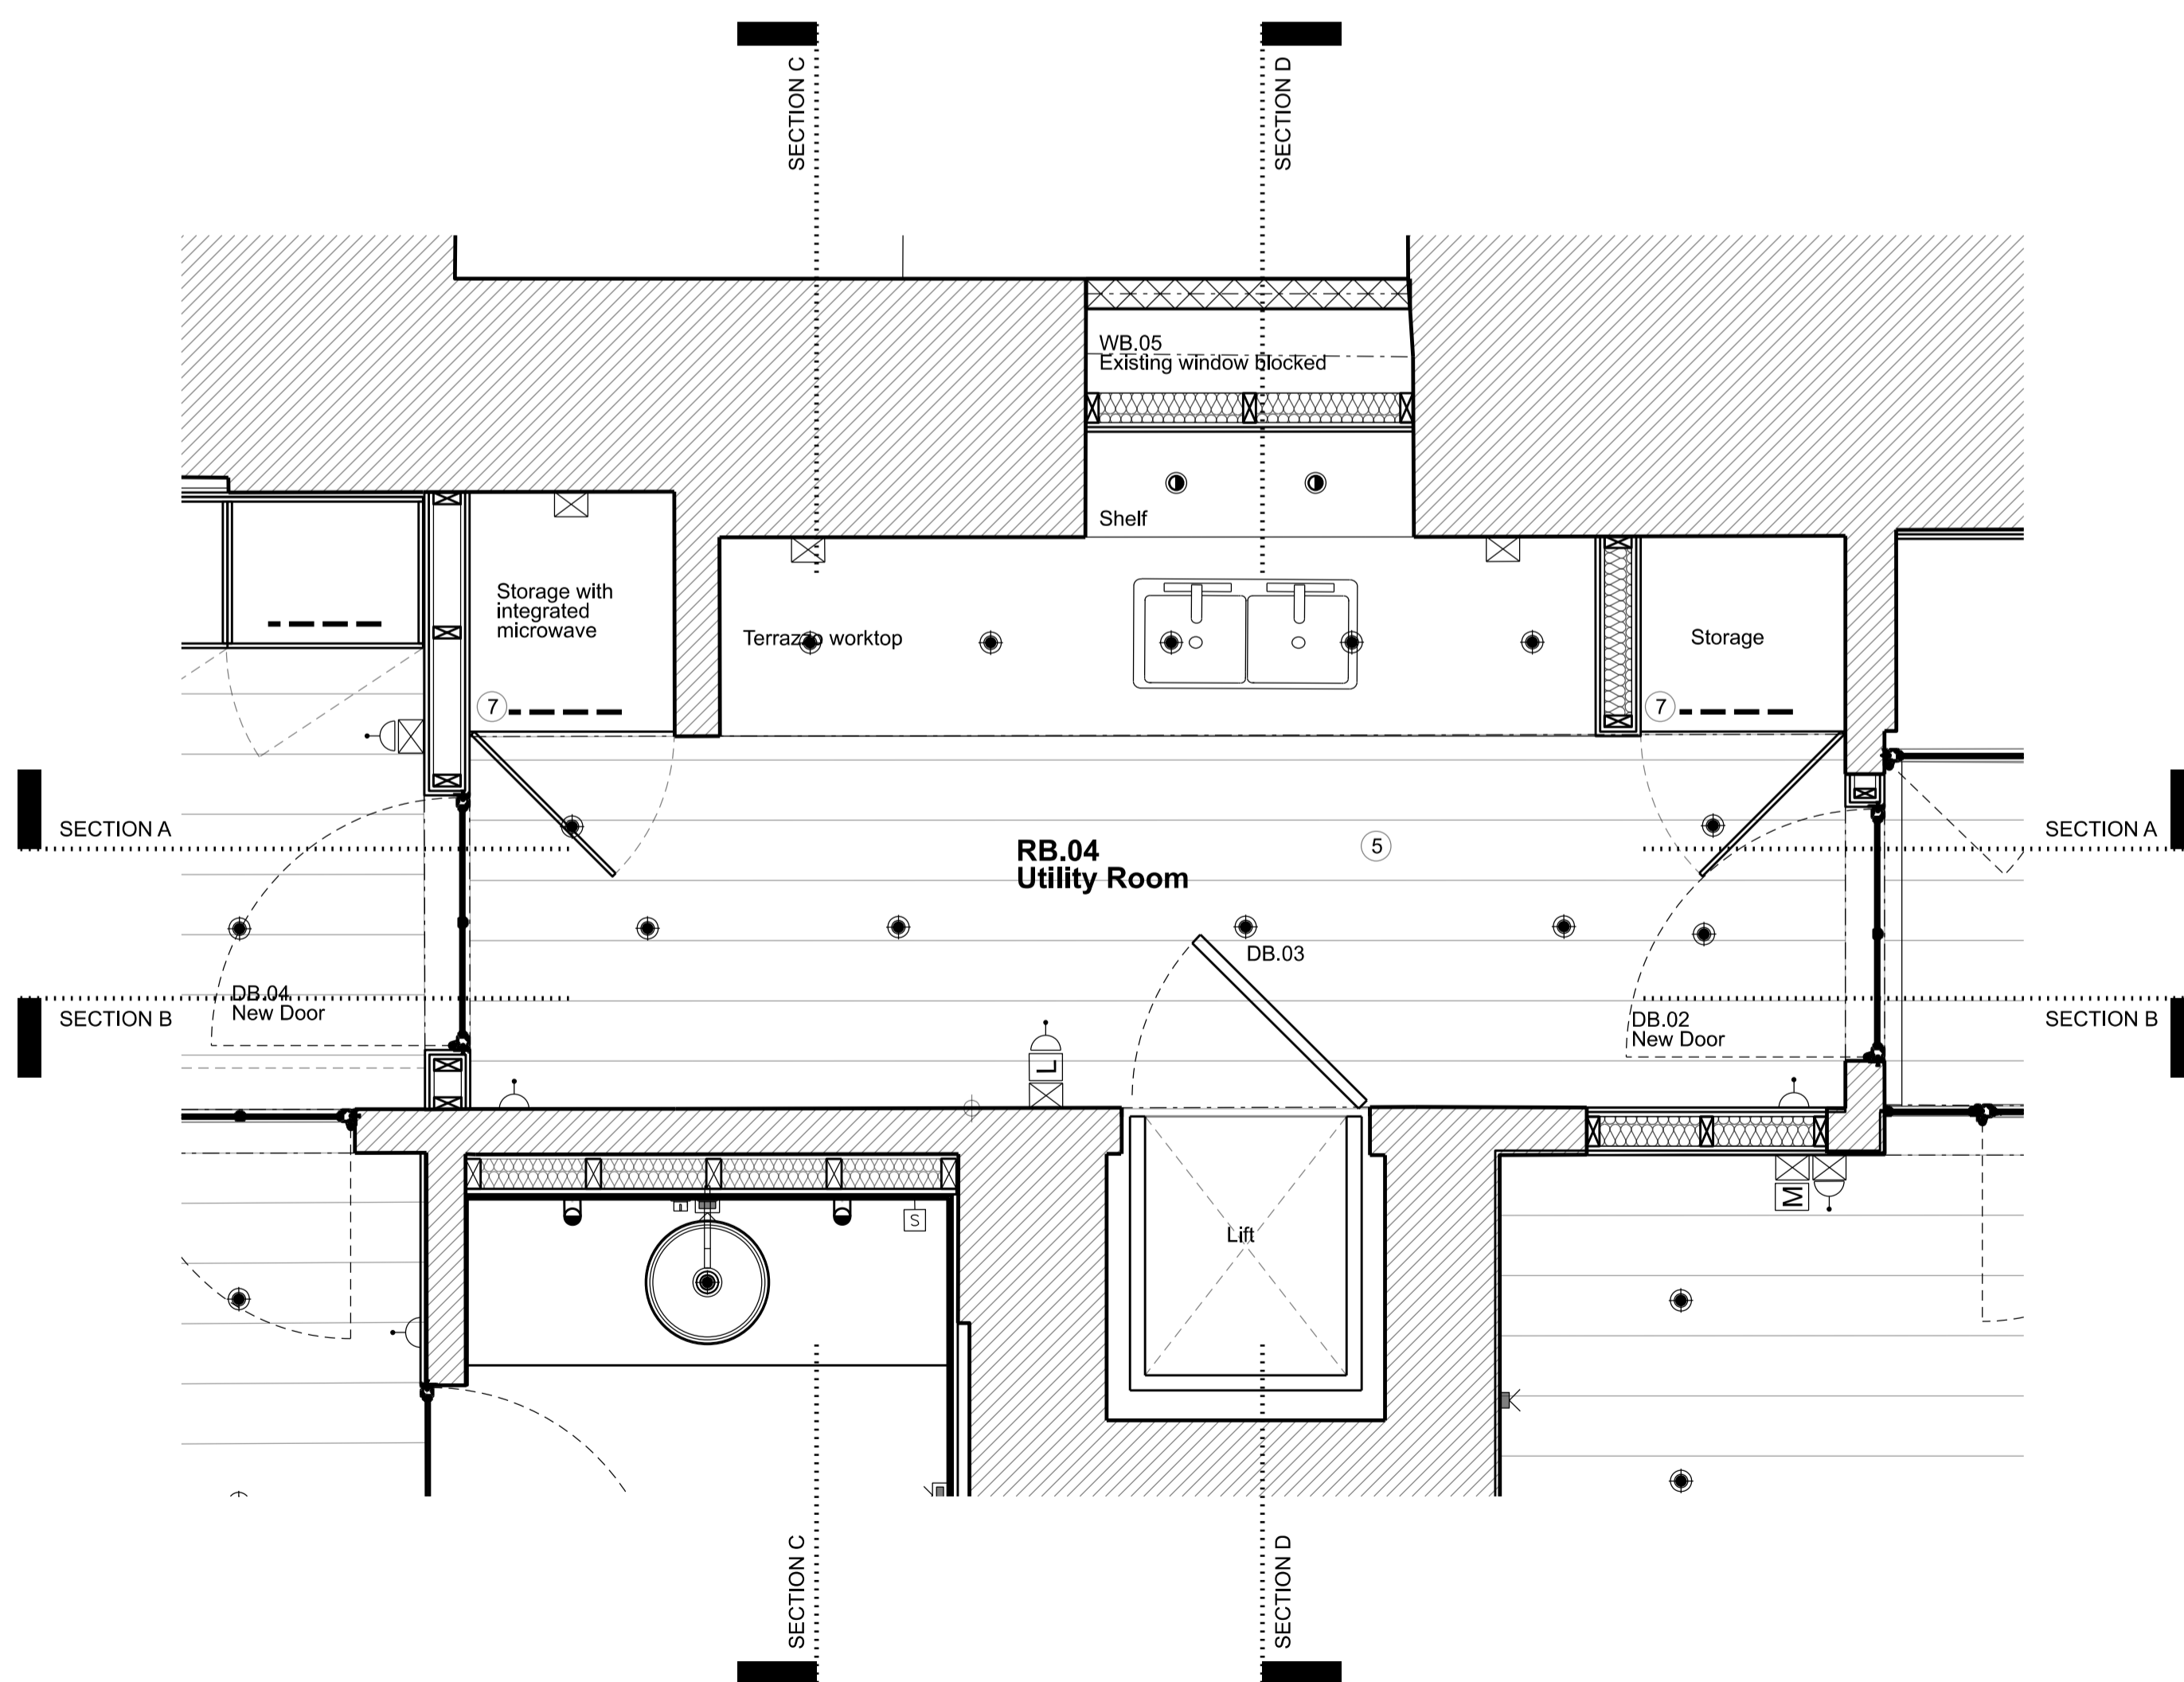 SECTION C
SECTION D
WB.05
Existing window blocked
Shelf
Storage with
integrated
microwave
Terrazzo worktop
Storage
7
7
SECTION A
SECTION A
RB.04
Utility Room
5
DB.03
DB.04
New Door
SECTION B
DB.02
New Door
SECTION B
L
M
S
Lift
SECTION C
SECTION D